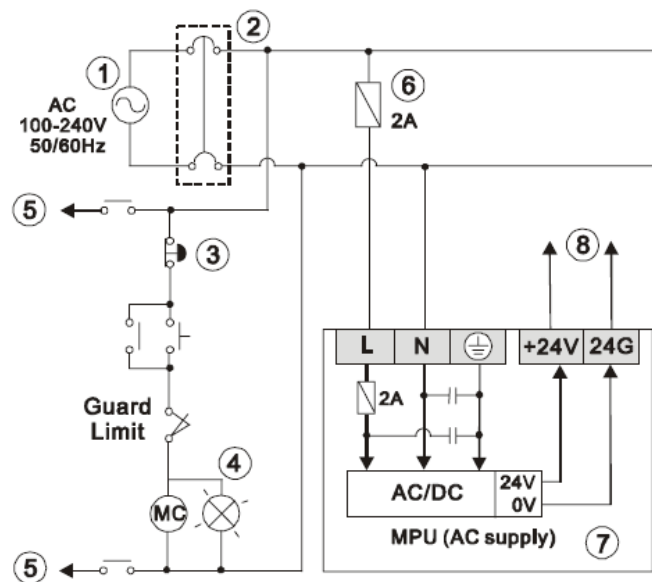 ①
②
AC
100-240V
50/60Hz
⑥
2A
⑤
③
⑧
L N +24V 24G
2A
Guard
Limit
④
MC
AC/DC
24V
0V
MPU (AC supply)
⑦
⑤